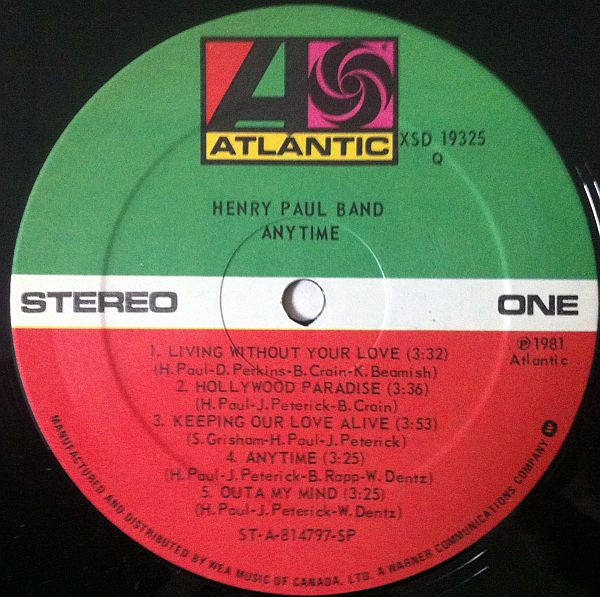 ATLANTIC
XSD 19325
Q
HENRY PAUL BAND
ANYTIME
STEREO
ONE
℗ 1981
Atlantic
1. LIVING WITHOUT YOUR LOVE (3:32)
(H. Paul-D. Perkins-B. Crain-K. Beamish)
2. HOLLYWOOD PARADISE (3:36)
(H. Paul-J. Peterick-B. Crain)
3. KEEPING OUR LOVE ALIVE (3:53)
(S. Grisham-H. Paul-J. Peterick)
4. ANYTIME (3:25)
(H. Paul-J. Peterick-B. Rapp-W. Dentz)
5. OUTA MY MIND (3:25)
(H. Paul-J. Peterick-W. Dentz)
ST-A-814797-SP
MANUFACTURED AND DISTRIBUTED BY WEA MUSIC OF CANADA, LTD. A WARNER COMMUNICATIONS COMPANY